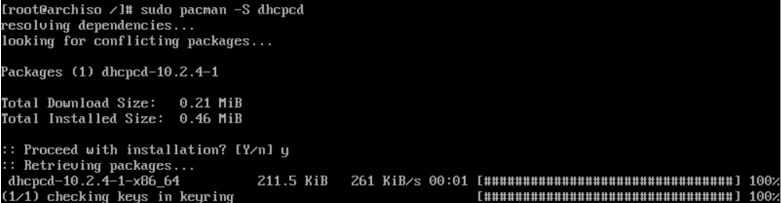 [root@archiso /]# sudo pacman -S dhcpcd
resolving dependencies...
looking for conflicting packages...
Packages (1) dhcpcd-10.2.4-1
Total Download Size:   0.21 MiB
Total Installed Size:  0.46 MiB
:: Proceed with installation? [Y/n] y
:: Retrieving packages...
 dhcpcd-10.2.4-1-x86_64          211.5 KiB   261 KiB/s 00:01 [################################] 100%
(1/1) checking keys in keyring                               [################################] 100%